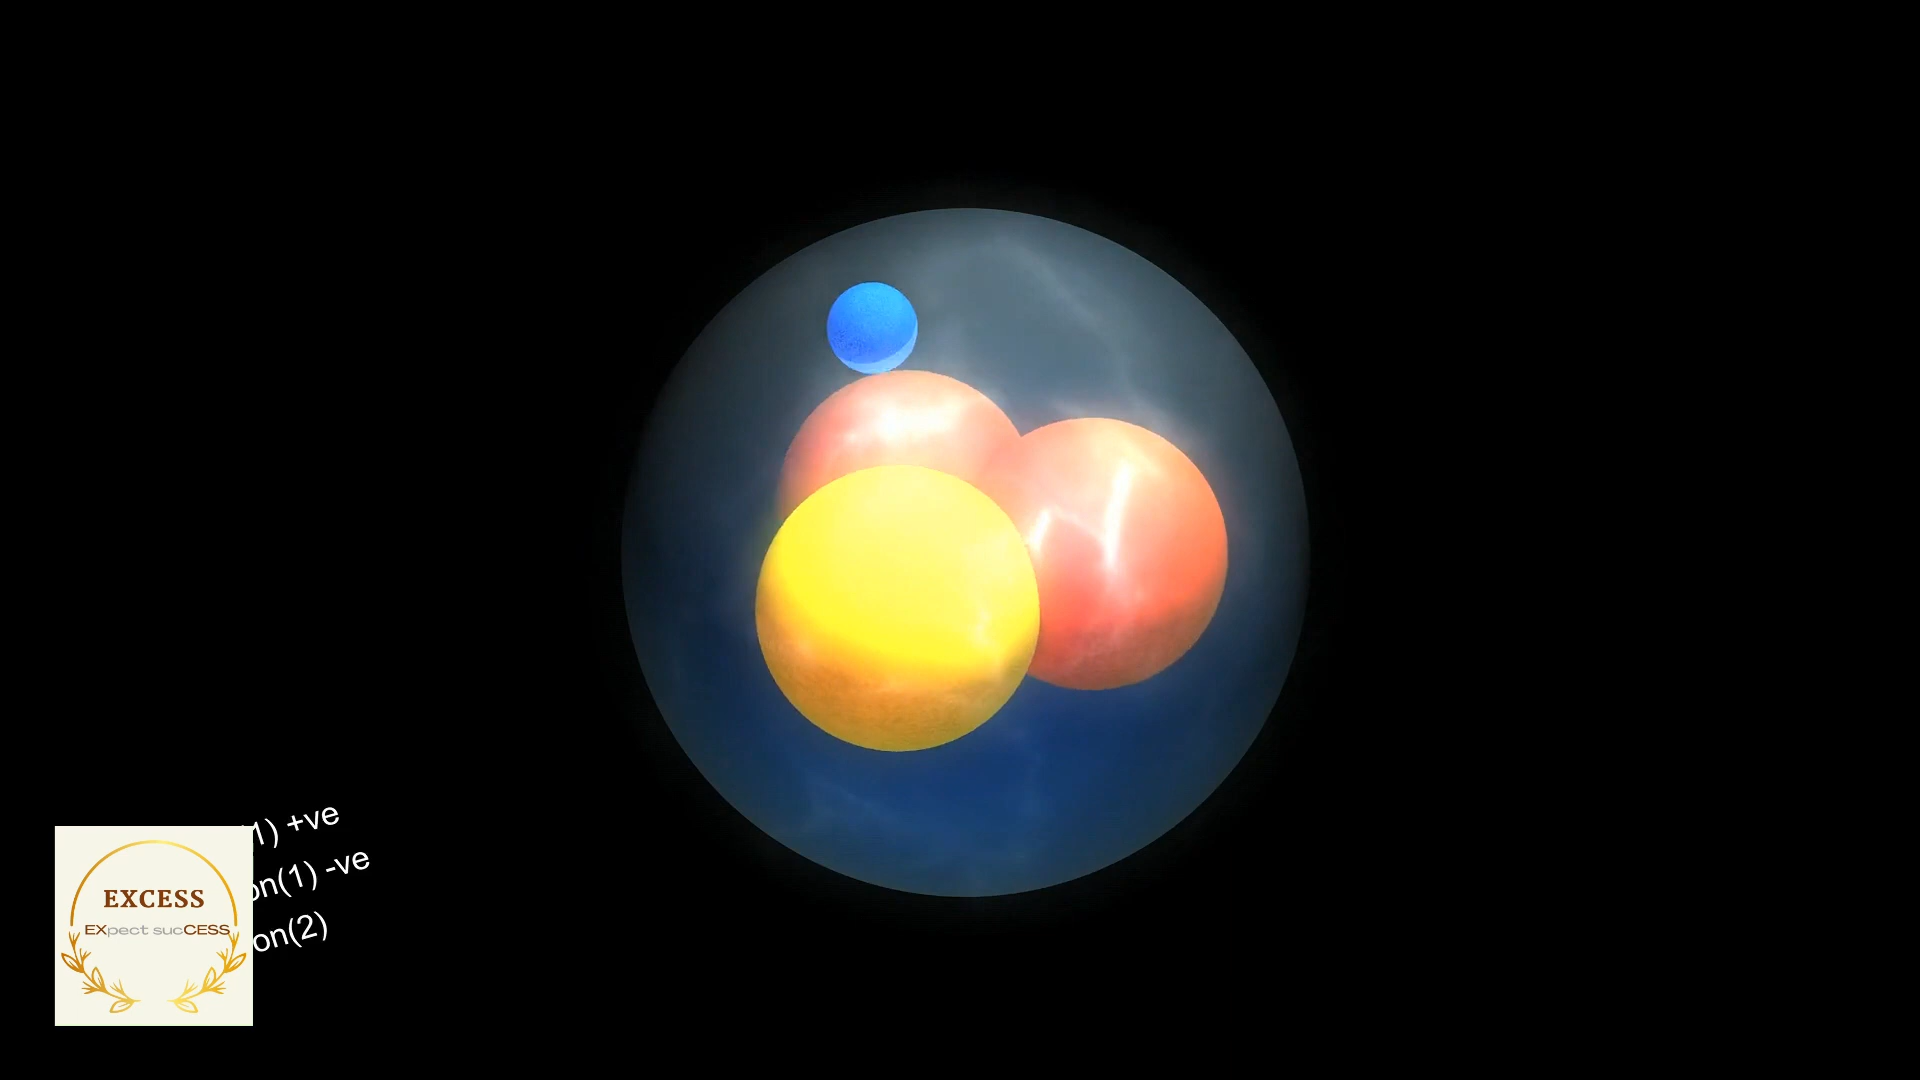 1) +ve
on(1) -ve
on(2)
EXCESS
EXpect sucCESS